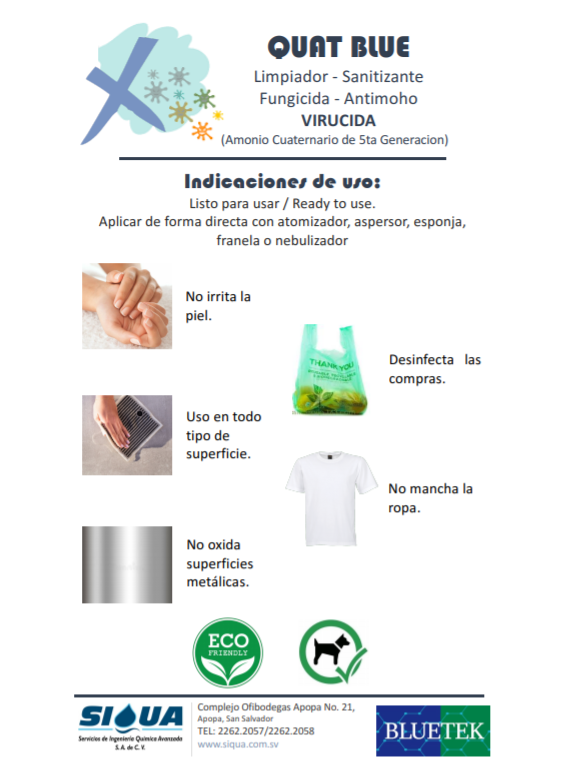 QUAT BLUE
Limpiador - Sanitizante
Fungicida - Antimoho
VIRUCIDA
(Amonio Cuaternario de 5ta Generacion)
Indicaciones de uso:
Listo para usar / Ready to use.
Aplicar de forma directa con atomizador, aspersor, esponja,
franela o nebulizador
No irrita la
piel.
THANK YOU
Desinfecta las
compras.
Uso en todo
tipo de
superficie.
No mancha la
ropa.
No oxida
superficies
metálicas.
ECO
FRIENDLY
SIQUA
Servicios de Ingeniería Química Avanzada
S.A. de C.V.
Complejo Ofibodegas Apopa No. 21,
Apopa, San Salvador
TEL: 2262.2057/2262.2058
www.siqua.com.sv
BLUETEK